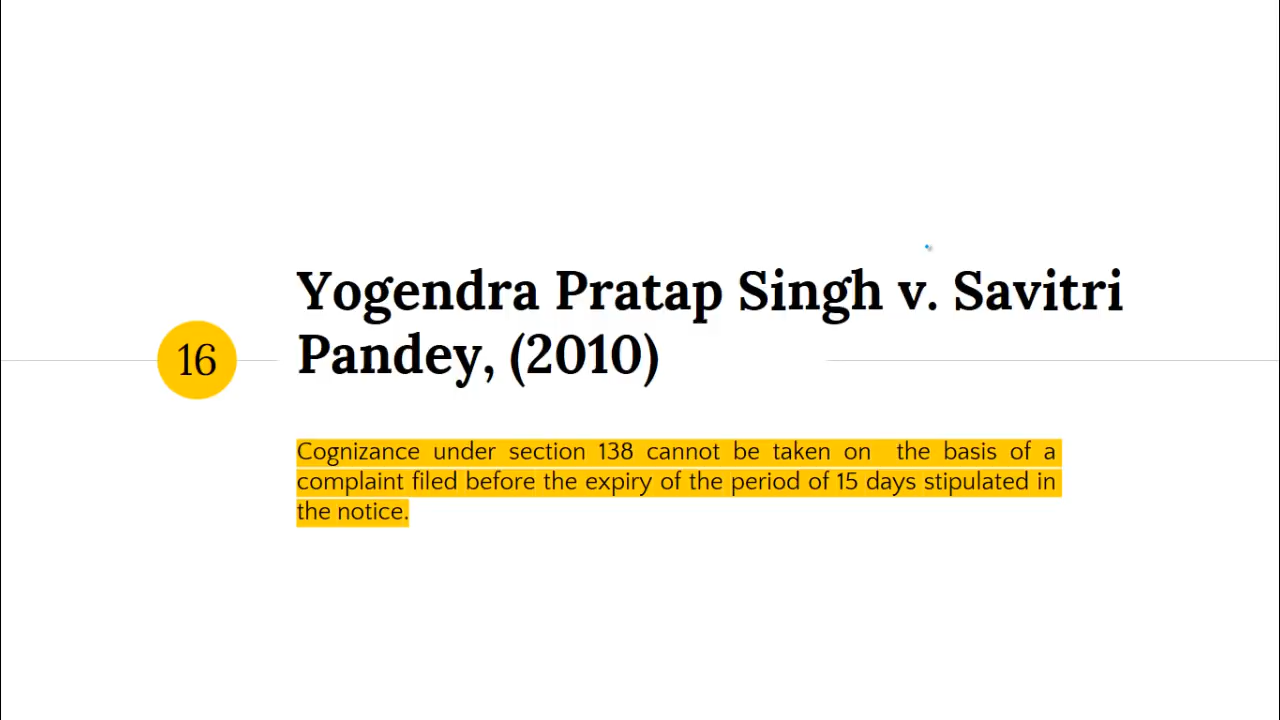 Yogendra Pratap Singh v. Savitri
16
Pandey, (2010)
Cognizance under section 138 cannot be taken on the basis of a
complaint filed before the expiry of the period of 15 days stipulated in
the notice.